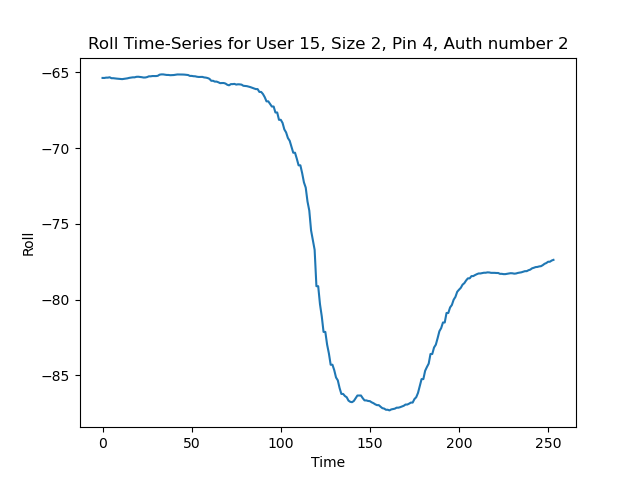 Roll Time-Series for User 15, Size 2, Pin 4, Auth number 2
−65
−70
−75
−80
−85
Roll
0 50 100 150 200 250
Time